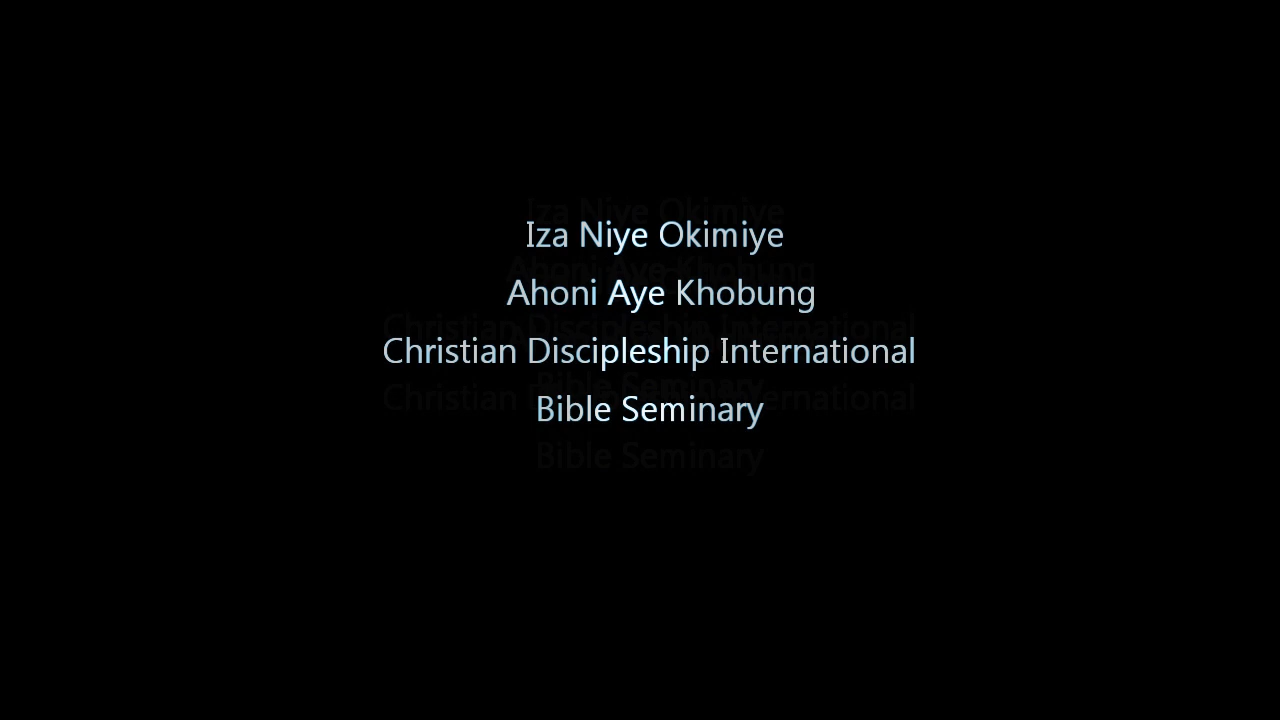 Iza Niye Okimiye
Ahoni Aye Khobung
Christian Discipleship International
Bible Seminary